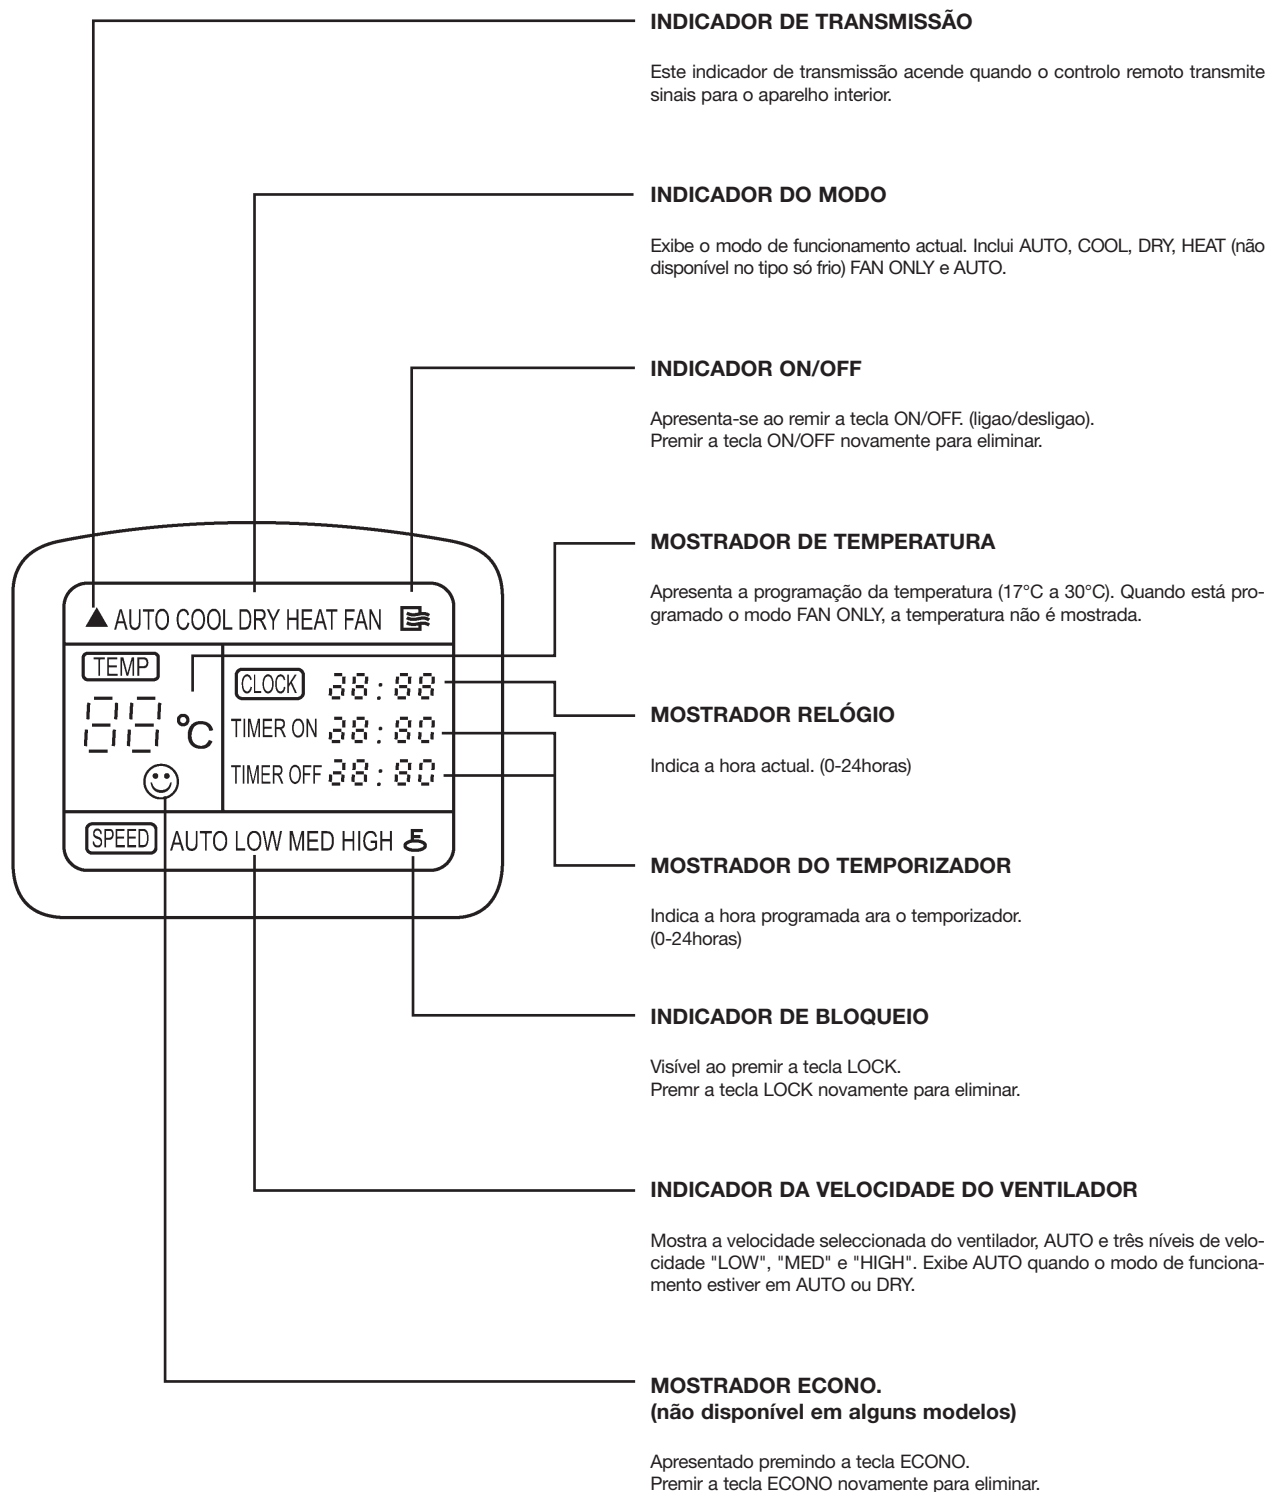 INDICADOR DE TRANSMISSÃO
Este indicador de transmissão acende quando o controlo remoto transmite
sinais para o aparelho interior.
INDICADOR DO MODO
Exibe o modo de funcionamento actual. Inclui AUTO, COOL, DRY, HEAT (não
disponível no tipo só frio) FAN ONLY e AUTO.
INDICADOR ON/OFF
Apresenta-se ao remir a tecla ON/OFF. (ligao/desligao).
Premir a tecla ON/OFF novamente para eliminar.
MOSTRADOR DE TEMPERATURA
Apresenta a programação da temperatura (17°C a 30°C). Quando está pro-
gramado o modo FAN ONLY, a temperatura não é mostrada.
MOSTRADOR RELÓGIO
Indica a hora actual. (0-24horas)
MOSTRADOR DO TEMPORIZADOR
Indica a hora programada ara o temporizador.
(0-24horas)
INDICADOR DE BLOQUEIO
Visível ao premir a tecla LOCK.
Premr a tecla LOCK novamente para eliminar.
INDICADOR DA VELOCIDADE DO VENTILADOR
Mostra a velocidade seleccionada do ventilador, AUTO e três níveis de velo-
cidade "LOW", "MED" e "HIGH". Exibe AUTO quando o modo de funciona-
mento estiver em AUTO ou DRY.
MOSTRADOR ECONO.
(não disponível em alguns modelos)
Apresentado premindo a tecla ECONO.
Premir a tecla ECONO novamente para eliminar.
AUTO COOL DRY HEAT FAN
TEMP
88 °C
CLOCK 88:88
TIMER ON 88:80
TIMER OFF 88:80
SPEED AUTO LOW MED HIGH